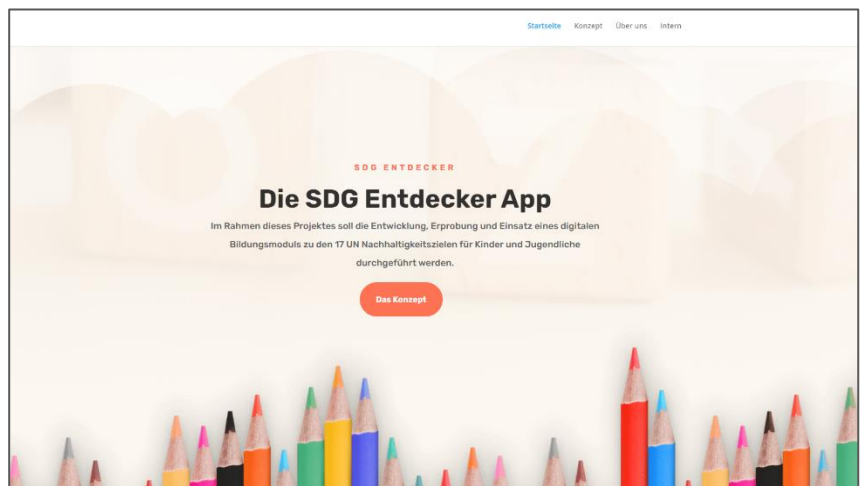 Startseite Konzept Über uns Intern
SDG ENTDECKER
Die SDG Entdecker App
Im Rahmen dieses Projektes soll die Entwicklung, Erprobung und Einsatz eines digitalen
Bildungsmoduls zu den 17 UN Nachhaltigkeitszielen für Kinder und Jugendliche
durchgeführt werden.
Das Konzept